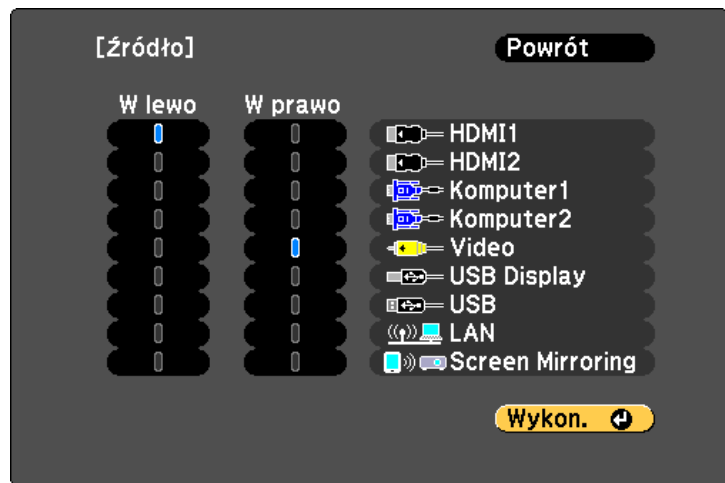 [Źródło]
Powrót
W lewo W prawo
HDMI1
HDMI2
Komputer1
Komputer2
Video
USB Display
USB
LAN
Screen Mirroring
Wykon.